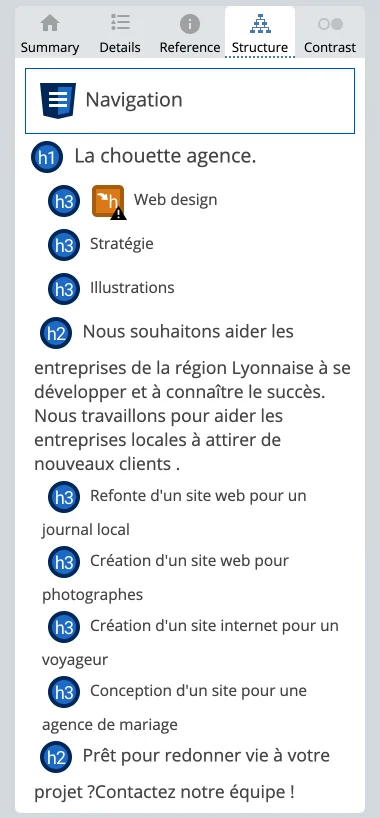 Summary Details Reference Structure Contrast
Navigation
h1 La chouette agence.
h3 h Web design
h3 Stratégie
h3 Illustrations
h2 Nous souhaitons aider les
entreprises de la région Lyonnaise à se
développer et à connaître le succès.
Nous travaillons pour aider les
entreprises locales à attirer de
nouveaux clients .
h3 Refonte d'un site web pour un
journal local
h3 Création d'un site web pour
photographes
h3 Création d'un site internet pour un
voyageur
h3 Conception d'un site pour une
agence de mariage
h2 Prêt pour redonner vie à votre
projet ?Contactez notre équipe !